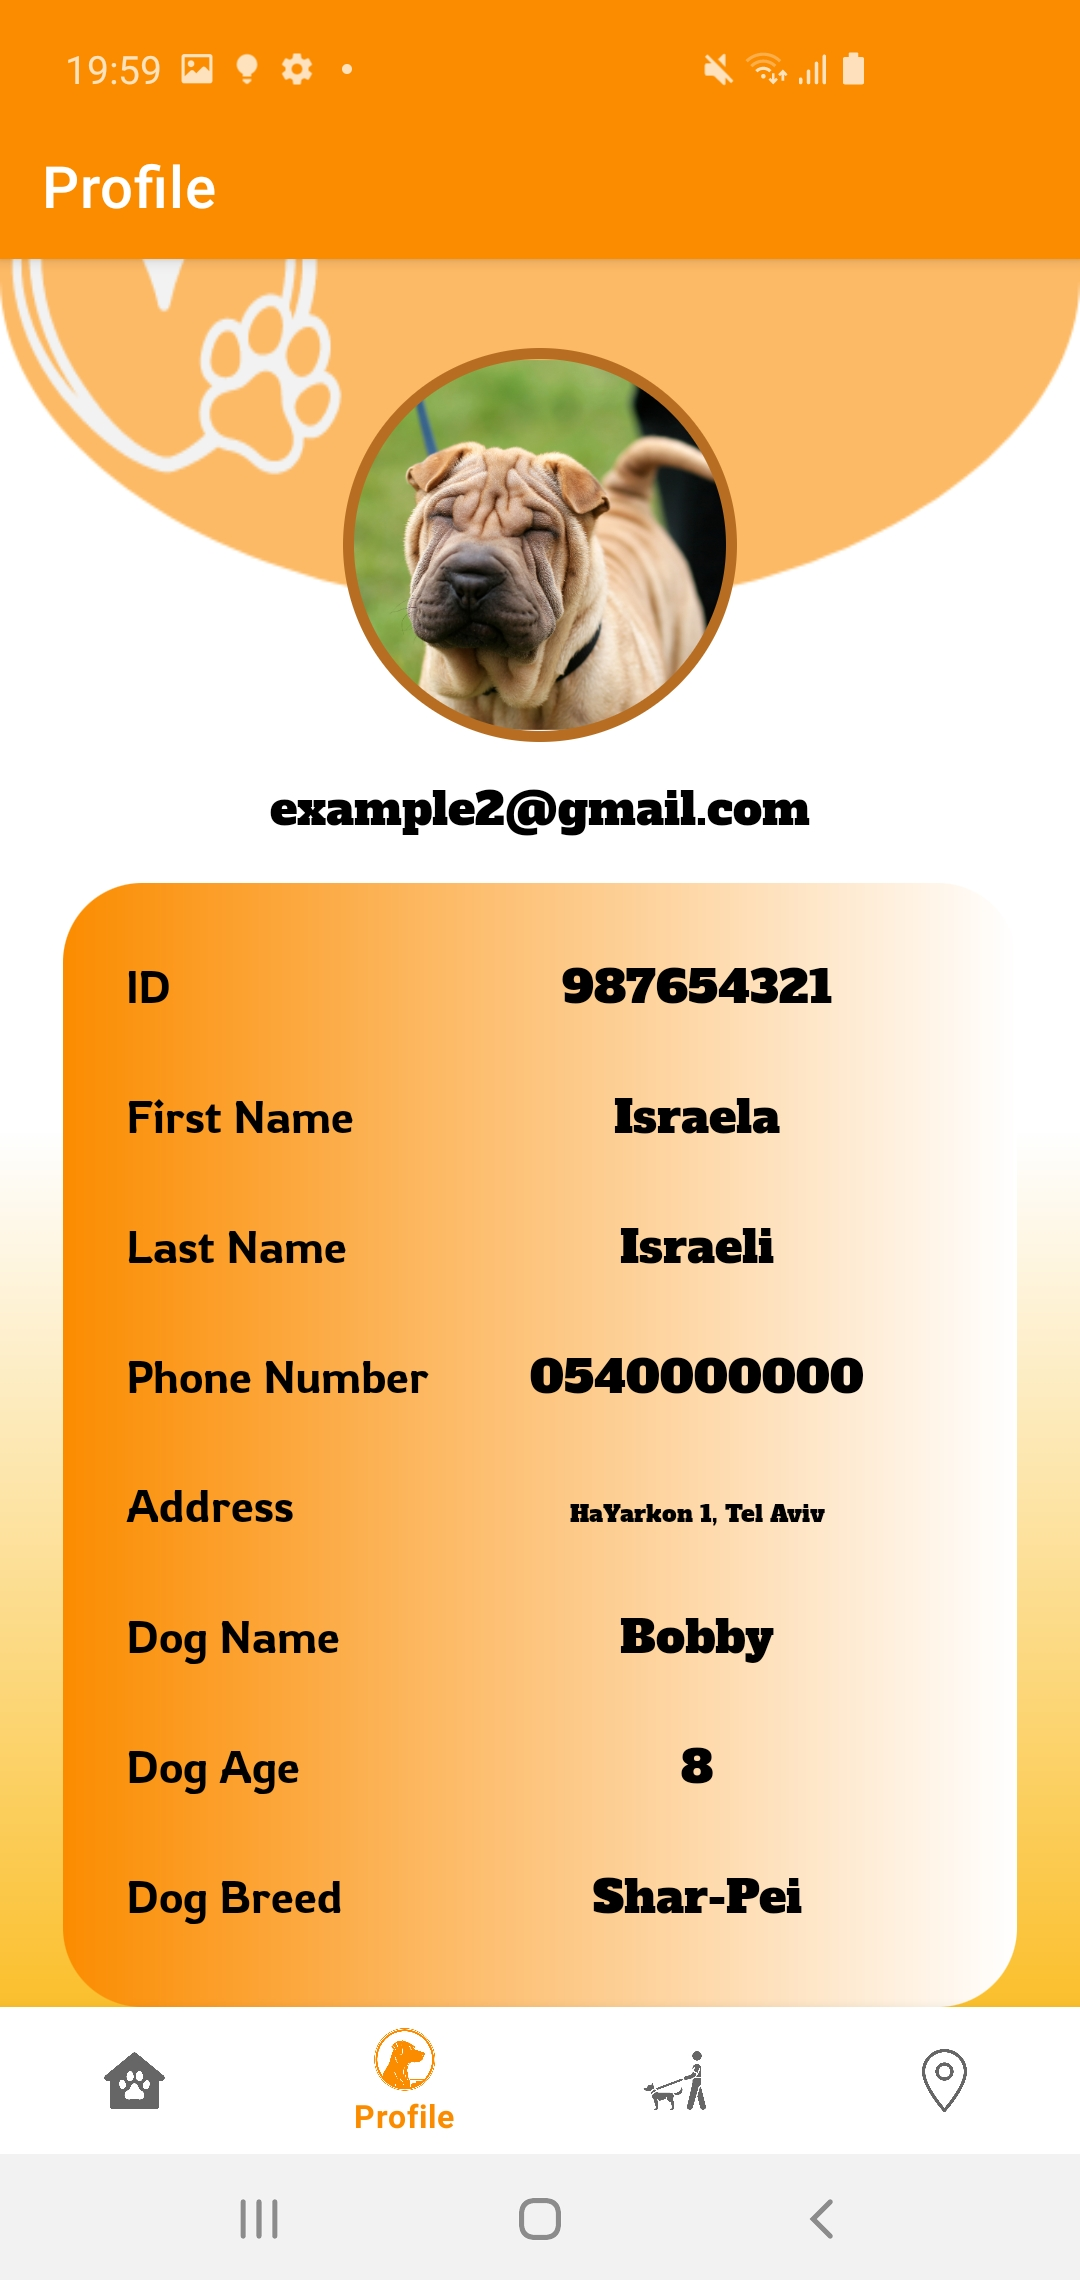 19:59
Profile
example2@gmail.com
ID 987654321
First Name Israela
Last Name Israeli
Phone Number 0540000000
Address HaYarkon 1, Tel Aviv
Dog Name Bobby
Dog Age 8
Dog Breed Shar-Pei
Profile